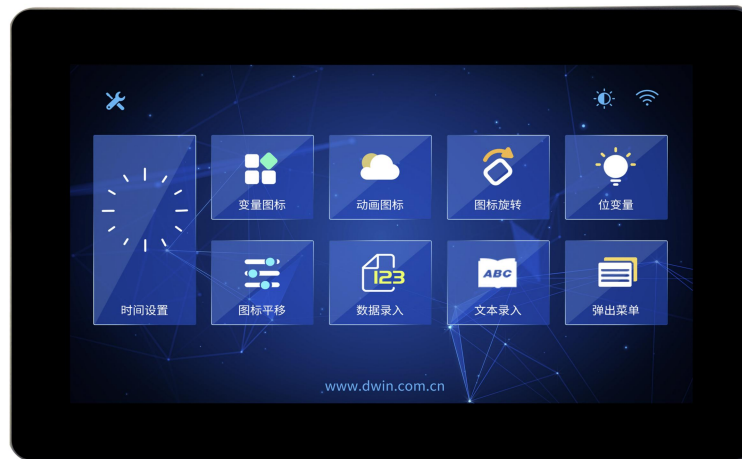 变量图标
动画图标
图标旋转
位变量
时间设置
图标平移
123
数据录入
ABC
文本录入
弹出菜单
www.dwin.com.cn